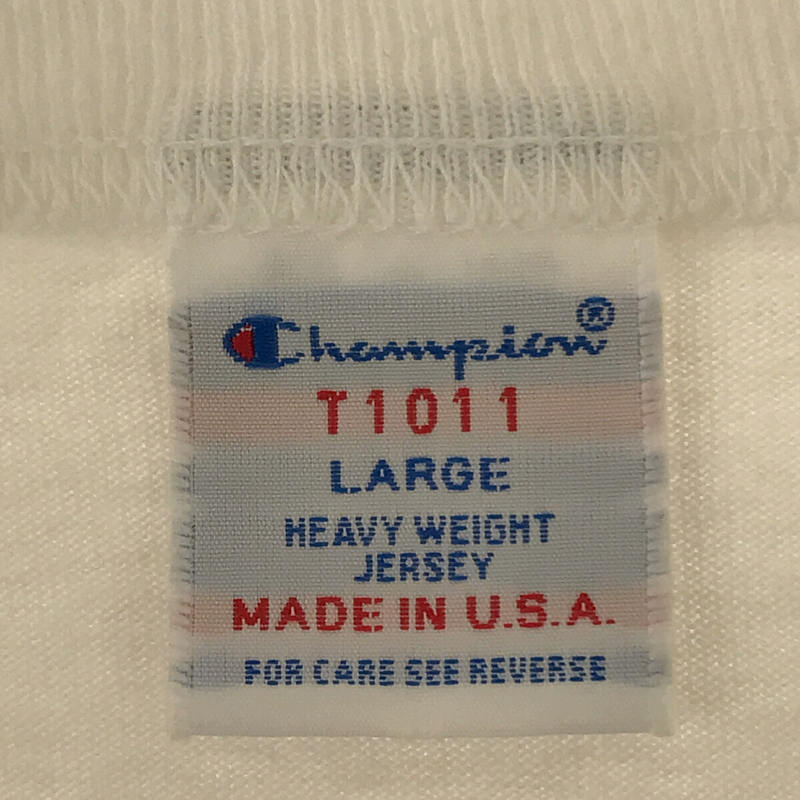 Champion®
T1011
LARGE
HEAVY WEIGHT
JERSEY
MADE IN U.S.A.
FOR CARE SEE REVERSE